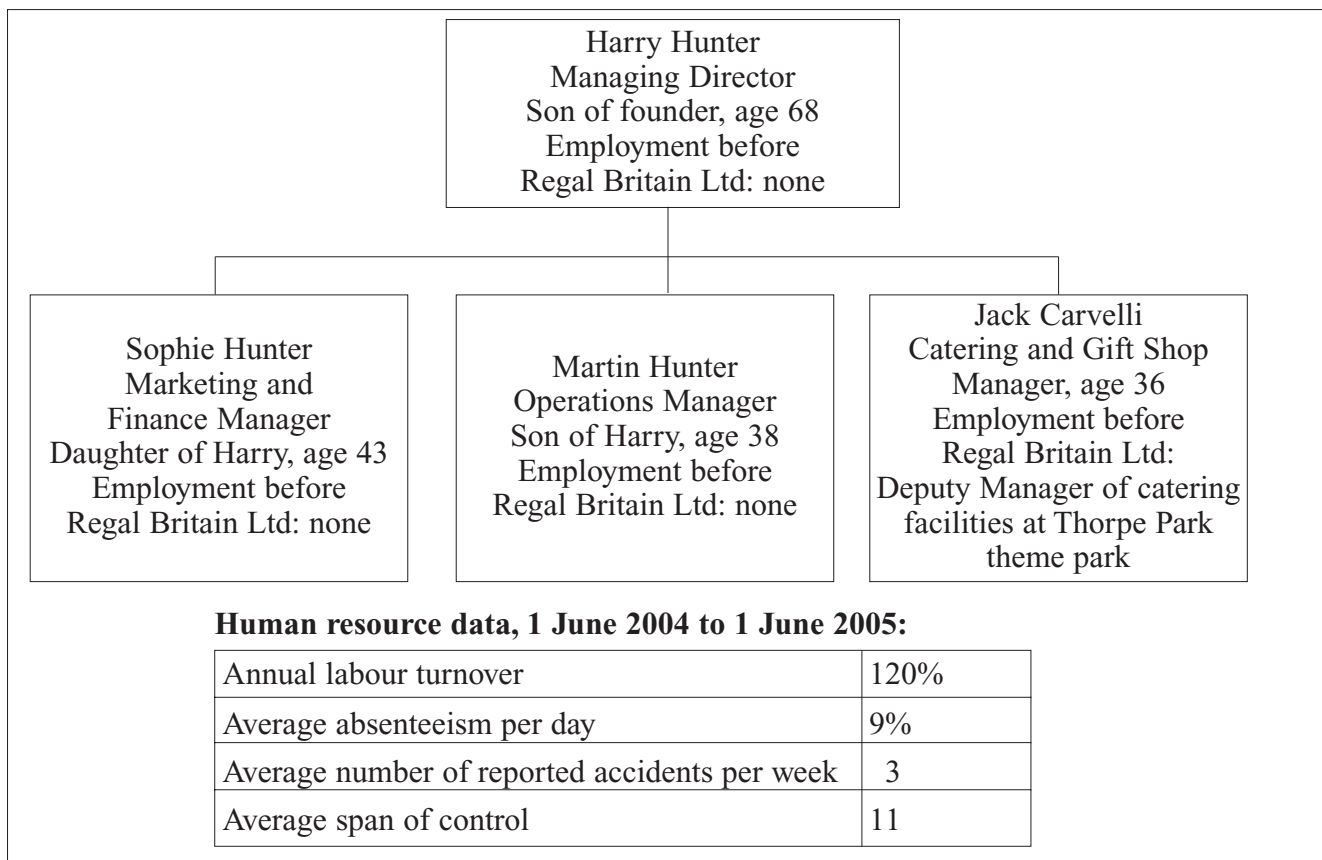 Harry Hunter
Managing Director
Son of founder, age 68
Employment before
Regal Britain Ltd: none
Sophie Hunter
Marketing and
Finance Manager
Daughter of Harry, age 43
Employment before
Regal Britain Ltd: none
Martin Hunter
Operations Manager
Son of Harry, age 38
Employment before
Regal Britain Ltd: none
Jack Carvelli
Catering and Gift Shop
Manager, age 36
Employment before
Regal Britain Ltd:
Deputy Manager of catering
facilities at Thorpe Park
theme park
Human resource data, 1 June 2004 to 1 June 2005:
Annual labour turnover 120%
Average absenteeism per day 9%
Average number of reported accidents per week 3
Average span of control 11